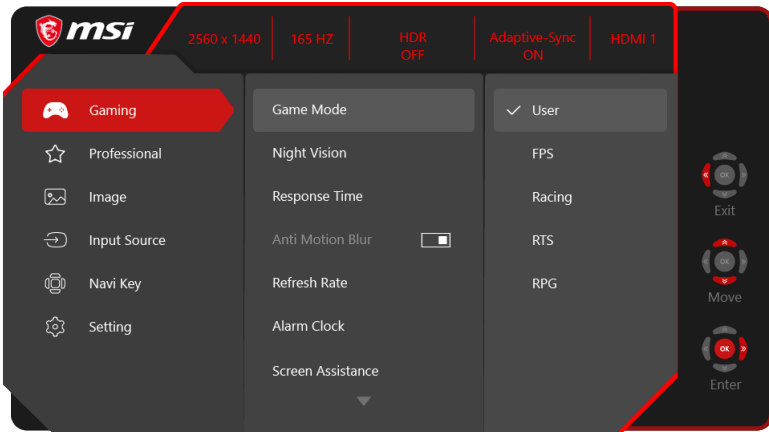 msi
2560 x 1440
165 HZ
HDR
OFF
Adaptive-Sync
ON
HDMI 1
Gaming
Professional
Image
Input Source
Navi Key
Setting
Game Mode
Night Vision
Response Time
Anti Motion Blur
Refresh Rate
Alarm Clock
Screen Assistance
User
FPS
Racing
RTS
RPG
OK
Exit
OK
Move
OK
Enter